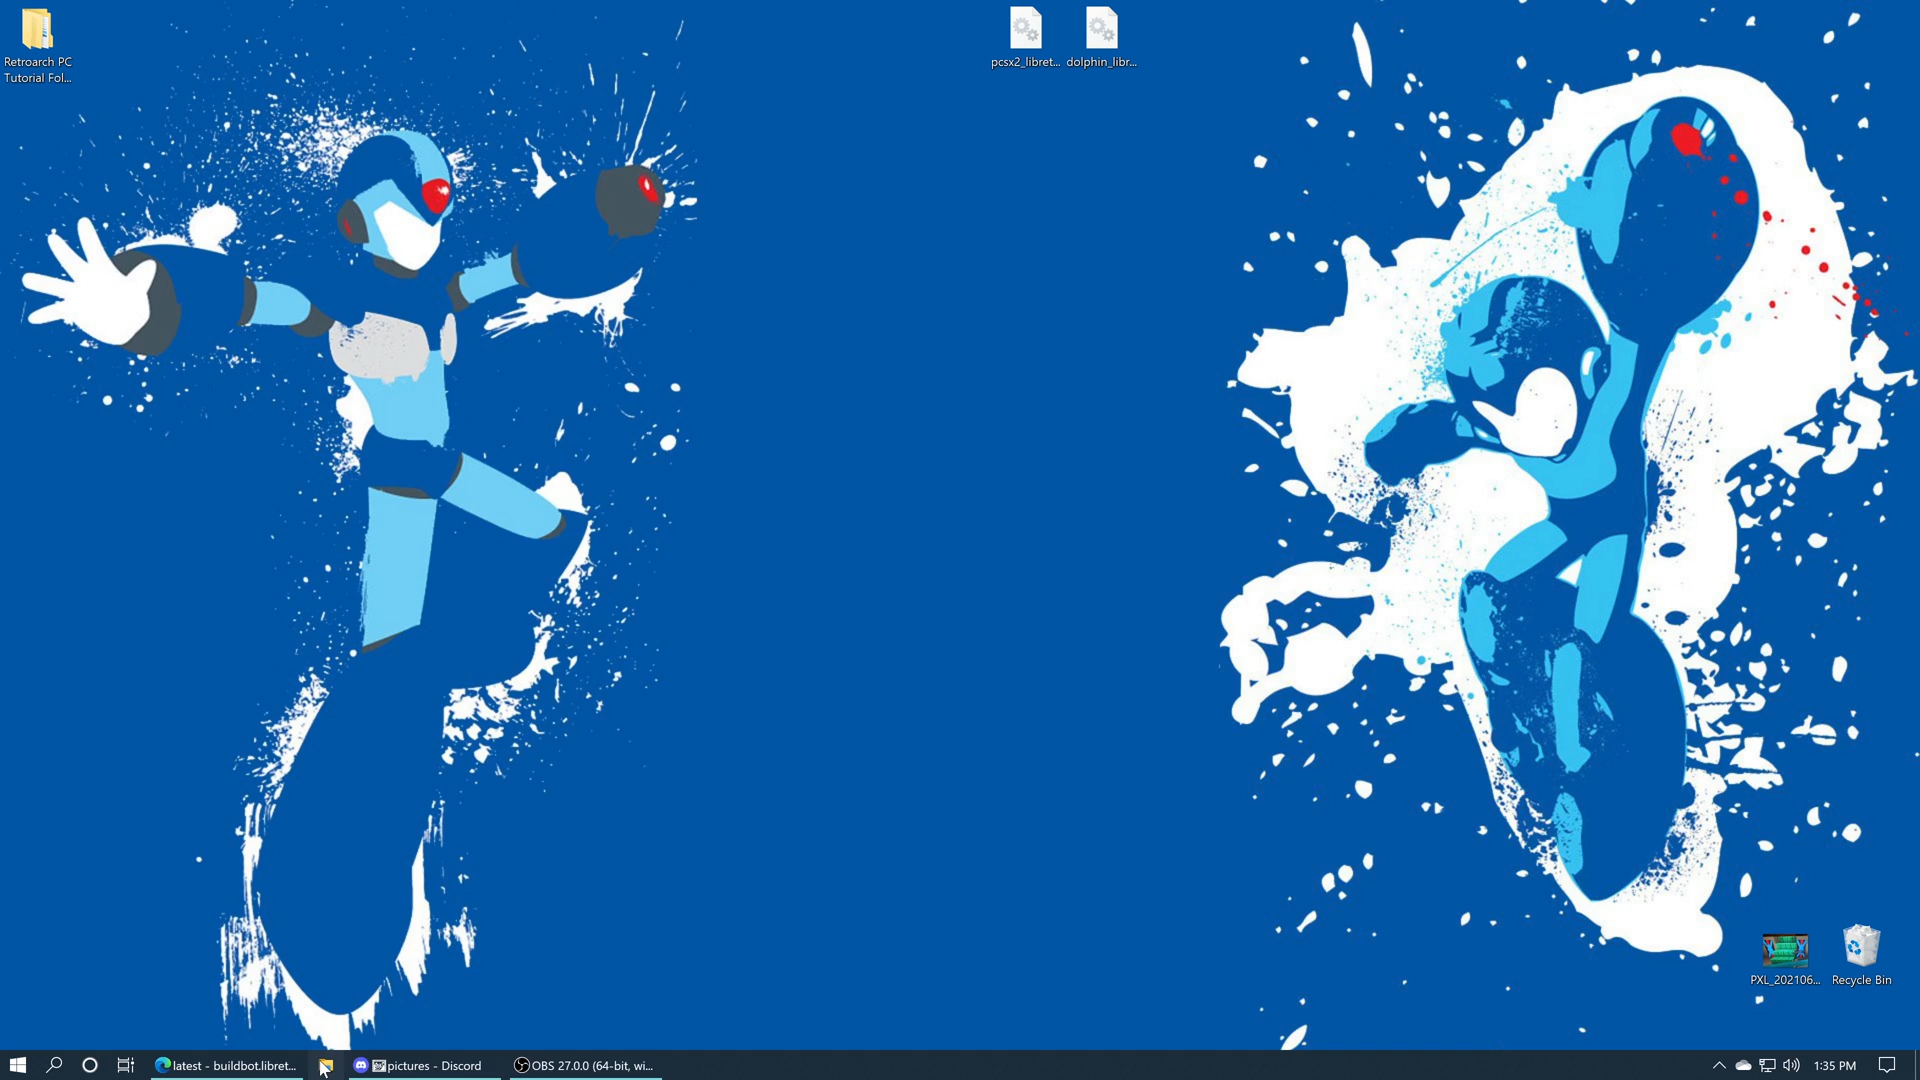 Retroarch PC
Tutorial Fol...
pcsx2_libret...
dolphin_libr...
PXL_202106...
Recycle Bin
latest - buildbot.libret...
pictures - Discord
OBS 27.0.0 (64-bit, wi...
1:35 PM